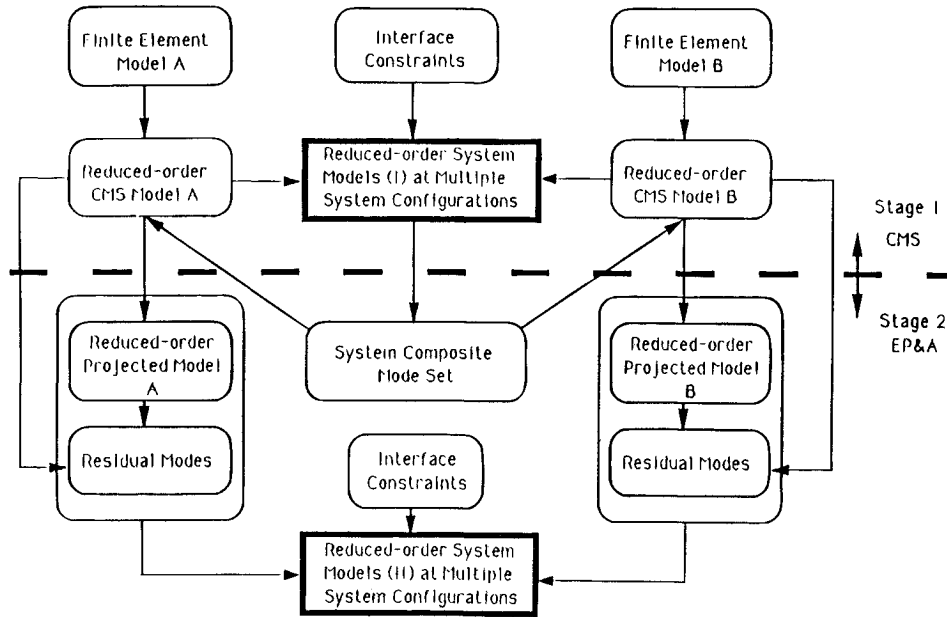 Finite Element
Model A
Interface
Constraints
Finite Element
Model B
Reduced-order
CMS Model A
Reduced-order System
Models (I) at Multiple
System Configurations
Reduced-order
CMS Model B
Stage 1
CMS
Stage 2
EP&A
Reduced-order
Projected Model
A
System Composite
Mode Set
Reduced-order
Projected Model
B
Residual Modes
Interface
Constraints
Residual Modes
Reduced-order System
Models (II) at Multiple
System Configurations